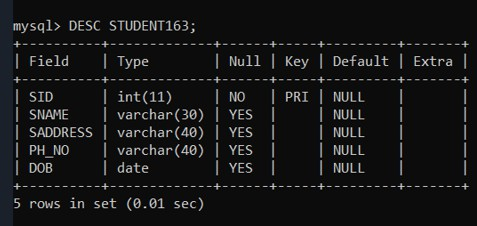 mysql> DESC STUDENT163;
+----------+-------------+------+-----+---------+-------+
| Field    | Type        | Null | Key | Default | Extra |
+----------+-------------+------+-----+---------+-------+
| SID      | int(11)     | NO   | PRI | NULL    |       |
| SNAME    | varchar(30) | YES  |     | NULL    |       |
| SADDRESS | varchar(40) | YES  |     | NULL    |       |
| PH_NO    | varchar(40) | YES  |     | NULL    |       |
| DOB      | date        | YES  |     | NULL    |       |
+----------+-------------+------+-----+---------+-------+
5 rows in set (0.01 sec)